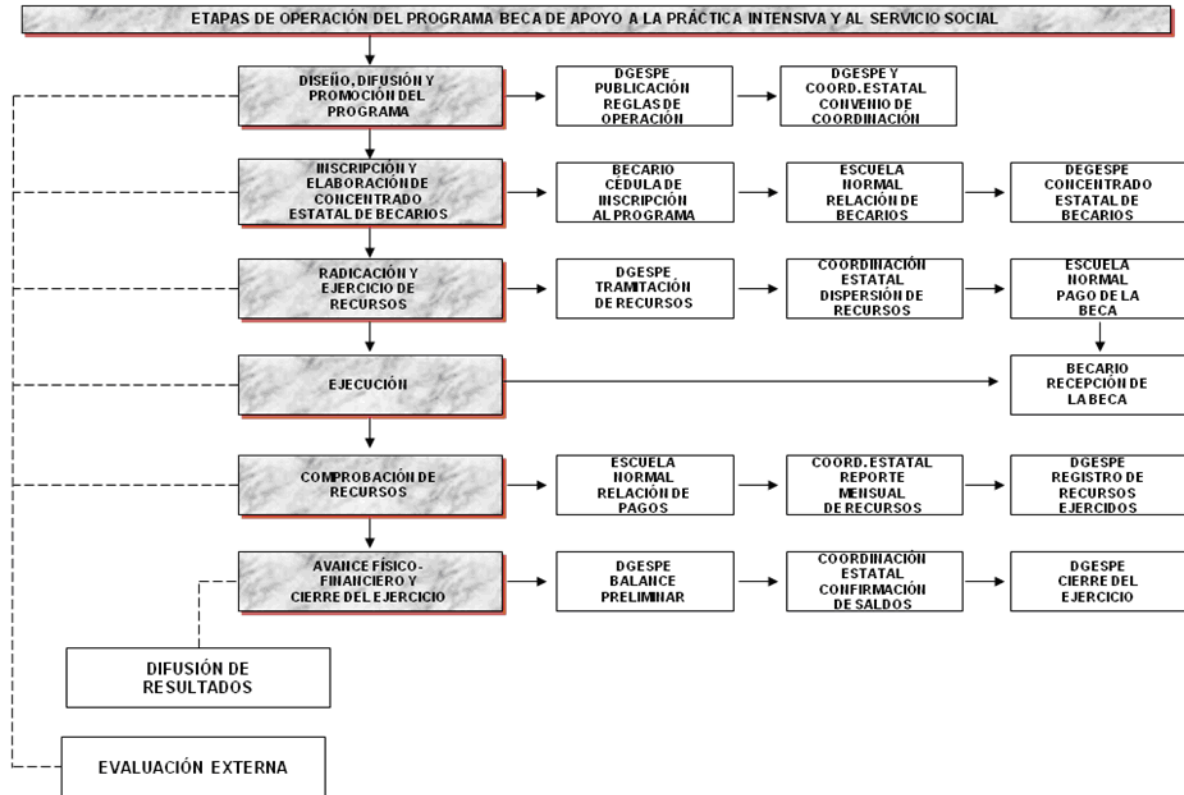 ETAPAS DE OPERACIÓN DEL PROGRAMA BECA DE APOYO A LA PRÁCTICA INTENSIVA Y AL SERVICIO SOCIAL
DISEÑO, DIFUSIÓN Y
PROMOCIÓN DEL
PROGRAMA
DGESPE
PUBLICACIÓN
REGLAS DE
OPERACIÓN
DGESPE Y
COORD. ESTATAL
CONVENIO DE
COORDINACIÓN
INSCRIPCIÓN Y
ELABORACIÓN DE
CONCENTRADO
ESTATAL DE BECARIOS
BECARIO
CÉDULA DE
INSCRIPCIÓN
AL PROGRAMA
ESCUELA
NORMAL
RELACIÓN DE
BECARIOS
DEGESPE
CONCENTRADO
ESTATAL DE
BECARIOS
RADICACIÓN Y
EJERCICIO DE
RECURSOS
DGESPE
TRAMITACIÓN
DE RECURSOS
COORDINACIÓN
ESTATAL
DISPERSIÓN DE
RECURSOS
ESCUELA
NORMAL
PAGO DE LA
BECA
EJECUCIÓN
BECARIO
RECEPCIÓN DE
LA BECA
COMPROBACIÓN DE
RECURSOS
ESCUELA
NORMAL
RELACIÓN DE
PAGOS
COORD. ESTATAL
REPORTE
MENSUAL
DE RECURSOS
DGESPE
REGISTRO DE
RECURSOS
EJERCIDOS
AVANCE FÍSICO-
FINANCIERO Y
CIERRE DEL EJERCICIO
DGESPE
BALANCE
PRELIMINAR
COORDINACIÓN
ESTATAL
CONFIRMACIÓN
DE SALDOS
DGESPE
CIERRE DEL
EJERCICIO
DIFUSIÓN DE
RESULTADOS
EVALUACIÓN EXTERNA